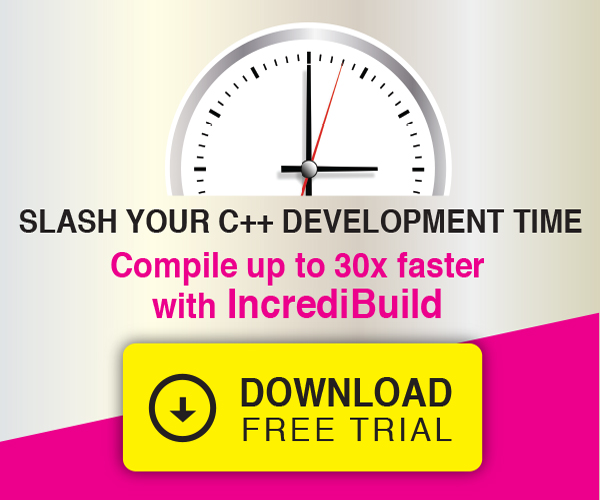 SLASH YOUR C++ DEVELOPMENT TIME
Compile up to 30x faster
with IncrediBuild
DOWNLOAD
FREE TRIAL